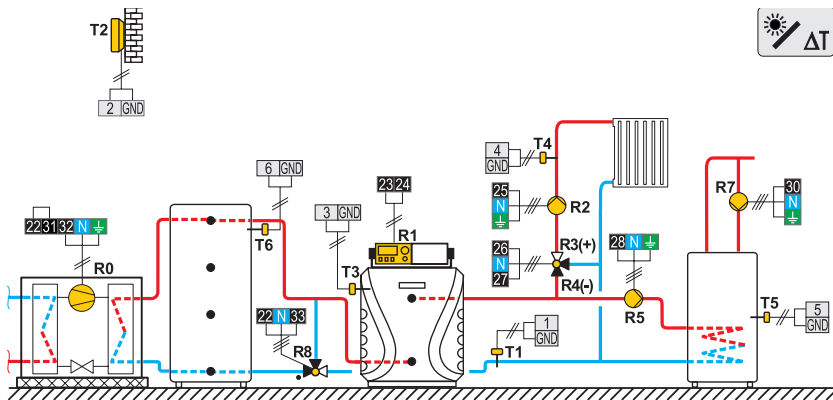 T2
ΔT
2 GND
4
GND
T4
6 GND
23 24
3 GND
25
N
R2
R7
30
N
22 31 32 N
R1
26
N
27
R3(+)
R4(-)
28 N
T6
R0
T3
22 N 33
R8
1
T1
R5
T5
5
GND